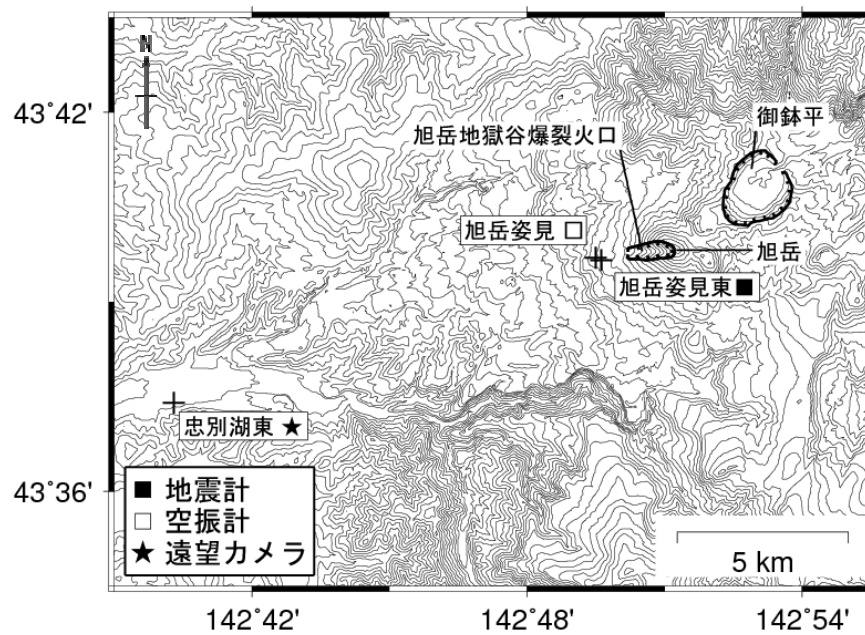 N
43°42'
御鉢平
旭岳地獄谷爆裂火口
旭岳姿見 □
旭岳
旭岳姿見東■
忠別湖東 ★
43°36'
■ 地震計
□ 空振計
★ 遠望カメラ
5 km
142°42'
142°48'
142°54'